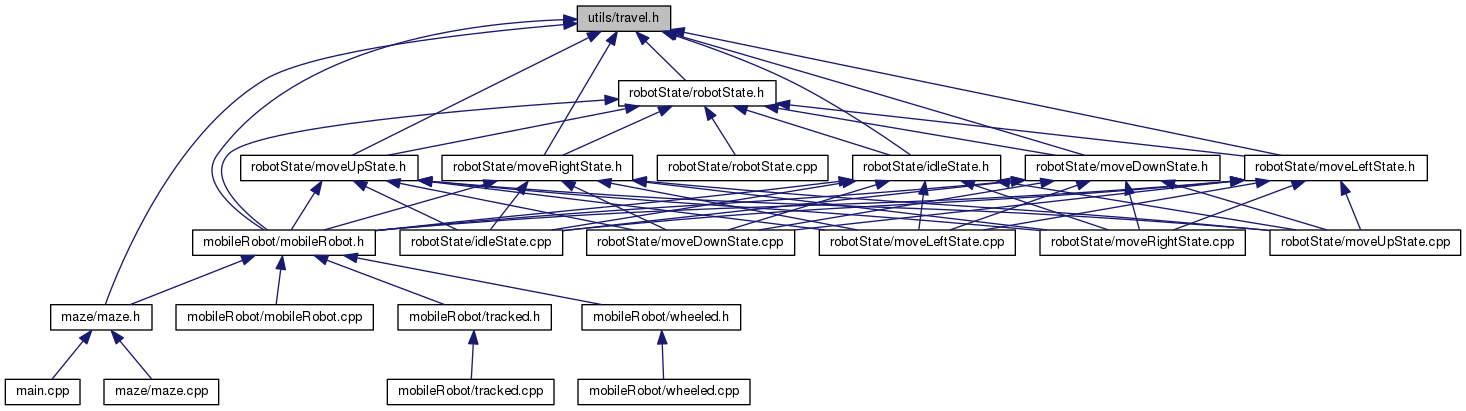 utils/travel.h
robotState/robotState.h
robotState/moveUpState.h
robotState/moveRightState.h
robotState/robotState.cpp
robotState/idleState.h
robotState/moveDownState.h
robotState/moveLeftState.h
mobileRobot/mobileRobot.h
robotState/idleState.cpp
robotState/moveDownState.cpp
robotState/moveLeftState.cpp
robotState/moveRightState.cpp
robotState/moveUpState.cpp
maze/maze.h
mobileRobot/mobileRobot.cpp
mobileRobot/tracked.h
mobileRobot/wheeled.h
main.cpp
maze/maze.cpp
mobileRobot/tracked.cpp
mobileRobot/wheeled.cpp